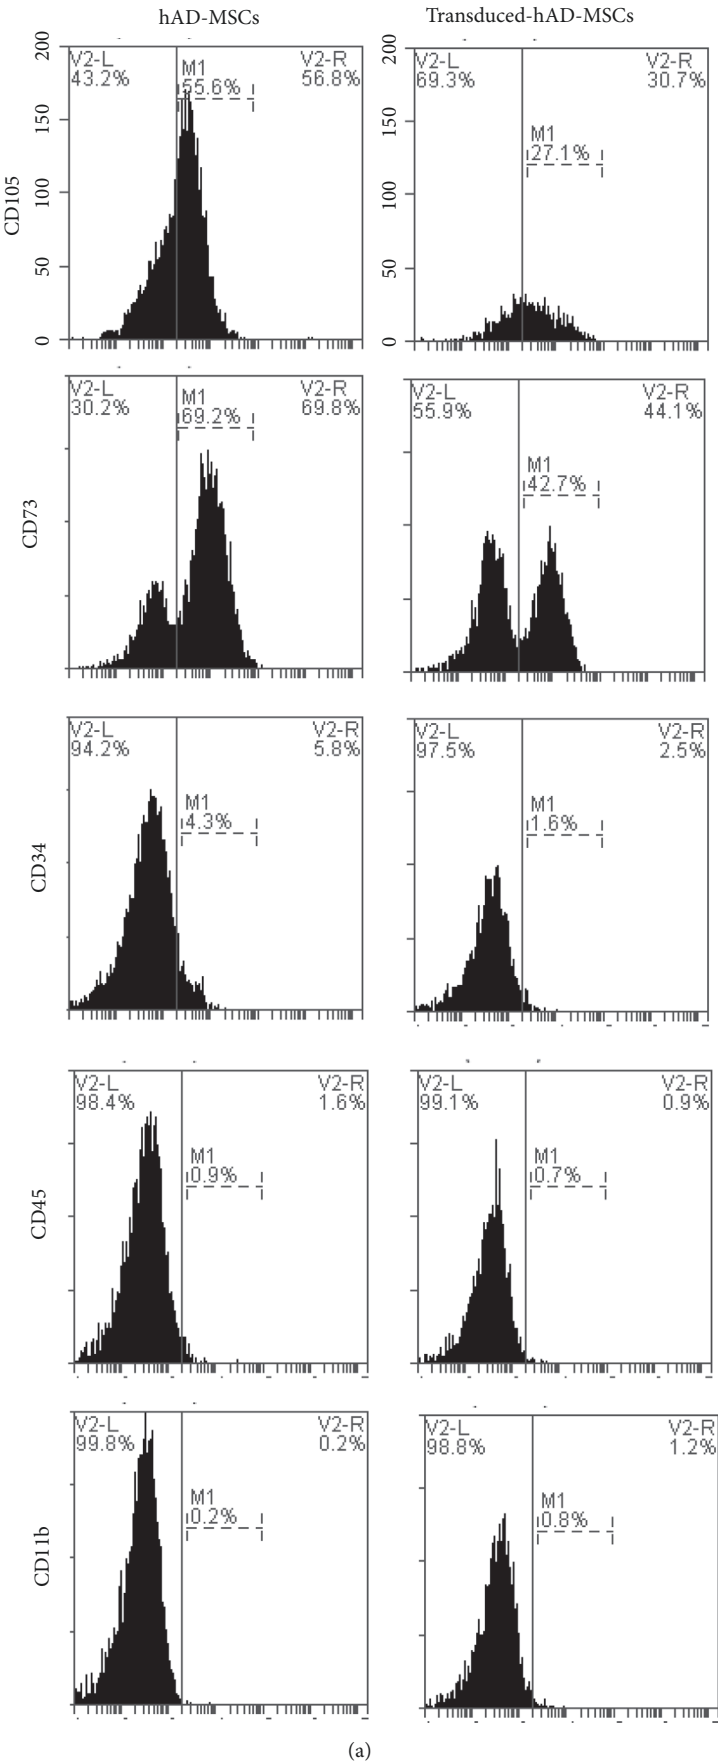 hAD-MSCs
Transduced-hAD-MSCs
CD105
200
150
100
50
0
V2-L
43.2%
M1
55.6%
V2-R
56.8%
200
150
100
50
0
V2-L
69.3%
M1
27.1%
V2-R
30.7%
CD73
V2-L
30.2%
M1
69.2%
V2-R
69.8%
V2-L
55.9%
M1
42.7%
V2-R
44.1%
CD34
V2-L
94.2%
M1
4.3%
V2-R
5.8%
V2-L
97.5%
M1
1.6%
V2-R
2.5%
CD45
V2-L
98.4%
M1
0.9%
V2-R
1.6%
V2-L
99.1%
M1
0.7%
V2-R
0.9%
CD11b
V2-L
99.8%
M1
0.2%
V2-R
0.2%
V2-L
98.8%
M1
0.8%
V2-R
1.2%
(a)